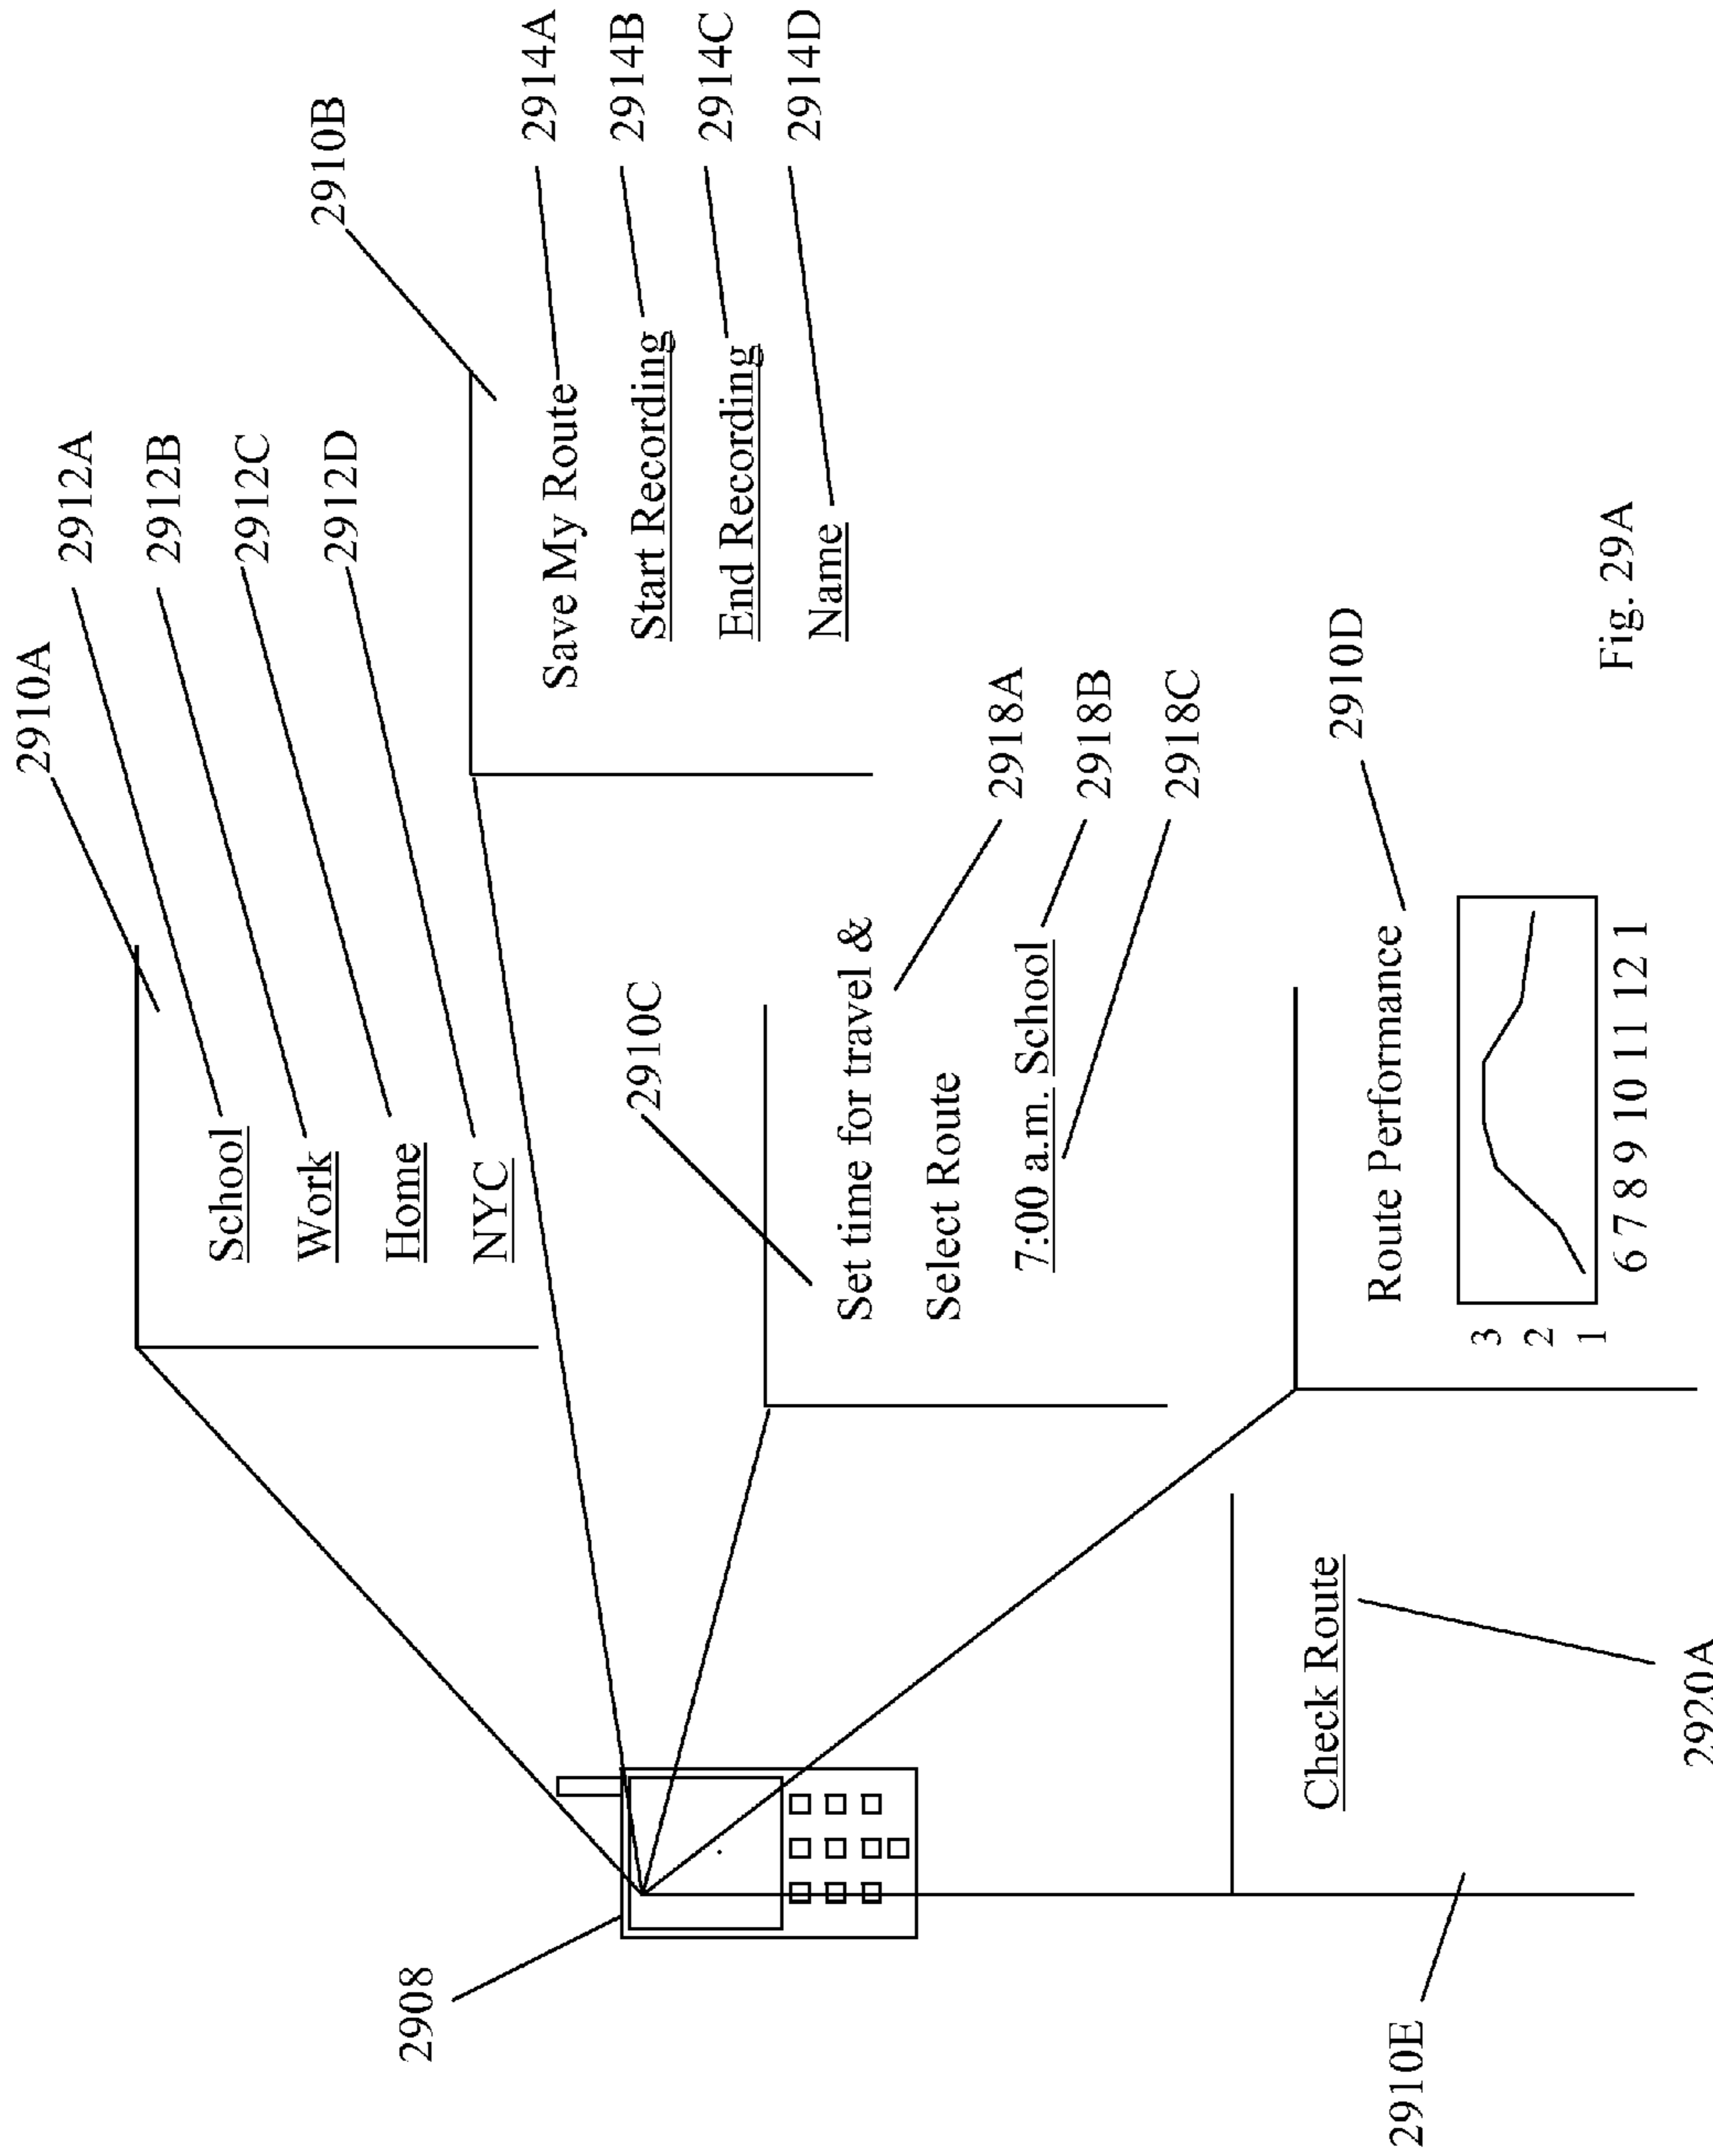 2910A
School 2912A
Work 2912B
Home 2912C
NYC 2912D
2910B
Save My Route 2914A
Start Recording 2914B
End Recording 2914C
Name 2914D
2908
2910C
Set time for travel &
Select Route
7:00 a.m. School
2918A
2918B
2918C
2910D
Route Performance
3
2
1
6 7 8 9 10 11 12 1
Check Route
2910E
2920A
Fig. 29A